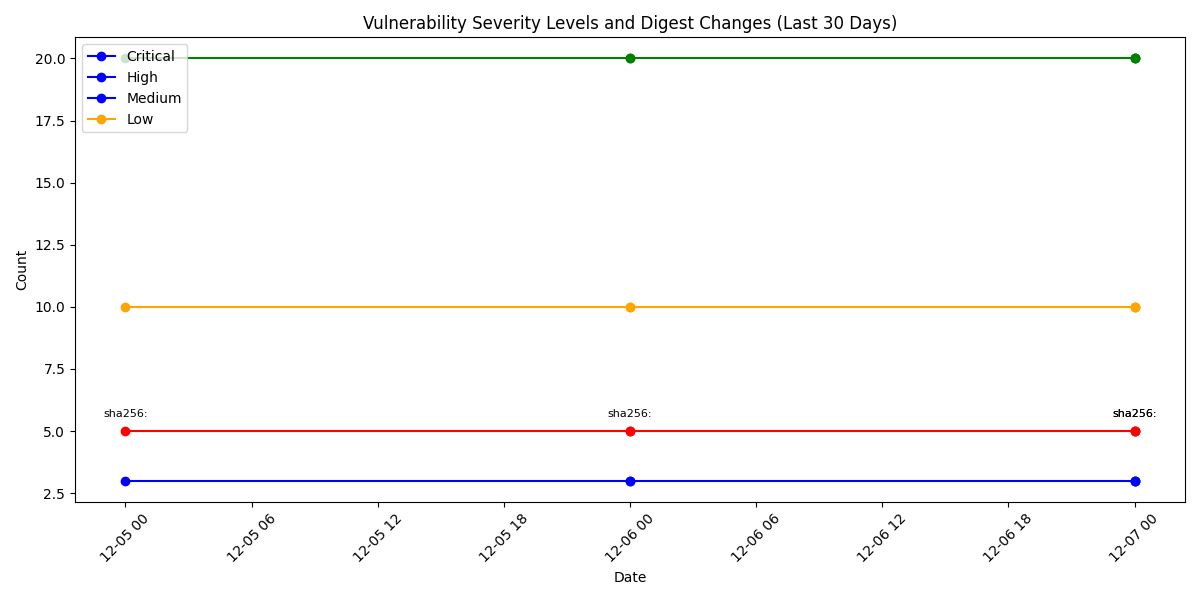 Vulnerability Severity Levels and Digest Changes (Last 30 Days)
Critical
High
Medium
Low
20.0
17.5
15.0
12.5
10.0
7.5
5.0
2.5
Count
sha256:
sha256:
sha256:
12-05 00
12-05 06
12-05 12
12-05 18
12-06 00
12-06 06
12-06 12
12-06 18
12-07 00
Date